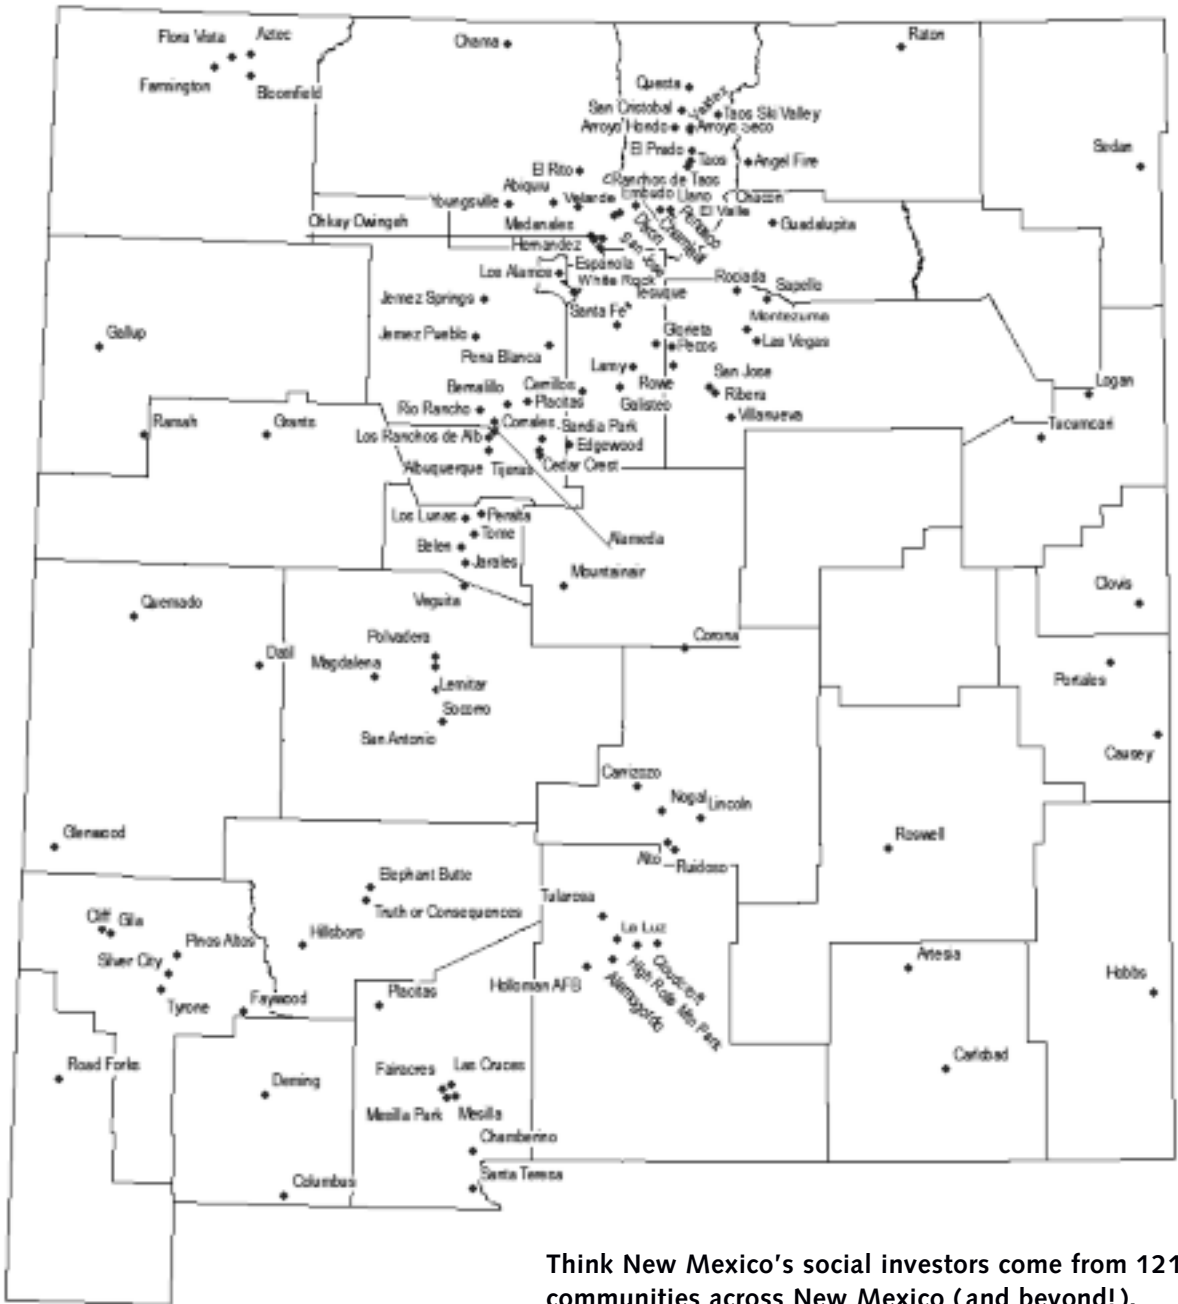 Flora Vista
Aztec
Chama
Raton
Farmington
Bloomfield
Questa
San Cristobal
Valdez
Taos Ski Valley
Arroyo Hondo
Arroyo Seco
El Prado
Taos
Angel Fire
Sedan
El Rito
Ranchos de Taos
Abiquiu
Embudo
Llano
Chacon
Youngsville
Velarde
El Valle
Ohkay Owingeh
Medanales
Dixon
Chamisal
Penasco
Guadalupita
Hernandez
San Jose
Espanola
Los Alamos
White Rock
Rociada
Sapello
Jemez Springs
Tesuque
Santa Fe
Montezuma
Gallup
Jemez Pueblo
Glorieta
Pecos
Las Vegas
Pena Blanca
Lamy
San Jose
Logan
Bernalillo
Cerrillos
Rowe
Ribera
Rio Rancho
Placitas
Galisteo
Villanueva
Ramah
Grants
Corrales
Sandia Park
Tucumcari
Los Ranchos de Alb
Edgewood
Albuquerque
Tijeras
Cedar Crest
Los Lunas
Peralta
Tome
Alameda
Belen
Jarales
Mountainair
Veguita
Clovis
Quemado
Polvadera
Corona
Datil
Magdalena
Lemitar
Portales
Socorro
San Antonio
Causey
Carrizozo
Nogal
Lincoln
Glenwood
Roswell
Alto
Ruidoso
Elephant Butte
Tularosa
Truth or Consequences
Cliff
Gila
Hillsboro
La Luz
Pinos Altos
Silver City
Cloudcroft
High Rolls Mtn Park
Alamogordo
Artesia
Hobbs
Holloman AFB
Tyrone
Faywood
Placitas
Road Forks
Fairacres
Las Cruces
Carlsbad
Deming
Mesilla Park
Mesilla
Chamberino
Columbus
Santa Teresa
Think New Mexico's social investors come from 121
communities across New Mexico (and beyond!).